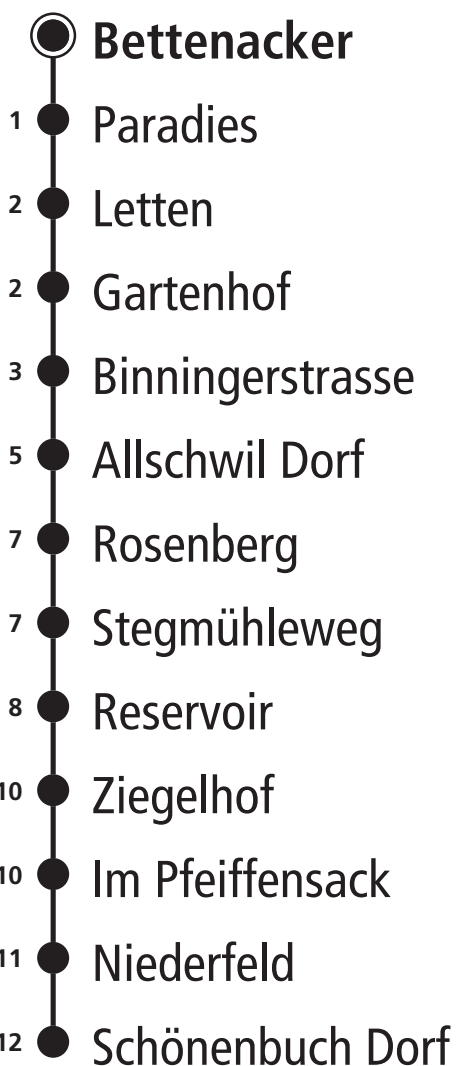 Bettenacker
1 Paradies
2 Letten
2 Gartenhof
3 Binningerstrasse
5 Allschwil Dorf
7 Rosenberg
7 Stegmühleweg
8 Reservoir
10 Ziegelhof
10 Im Pfeiffensack
11 Niederfeld
12 Schönenbuch Dorf